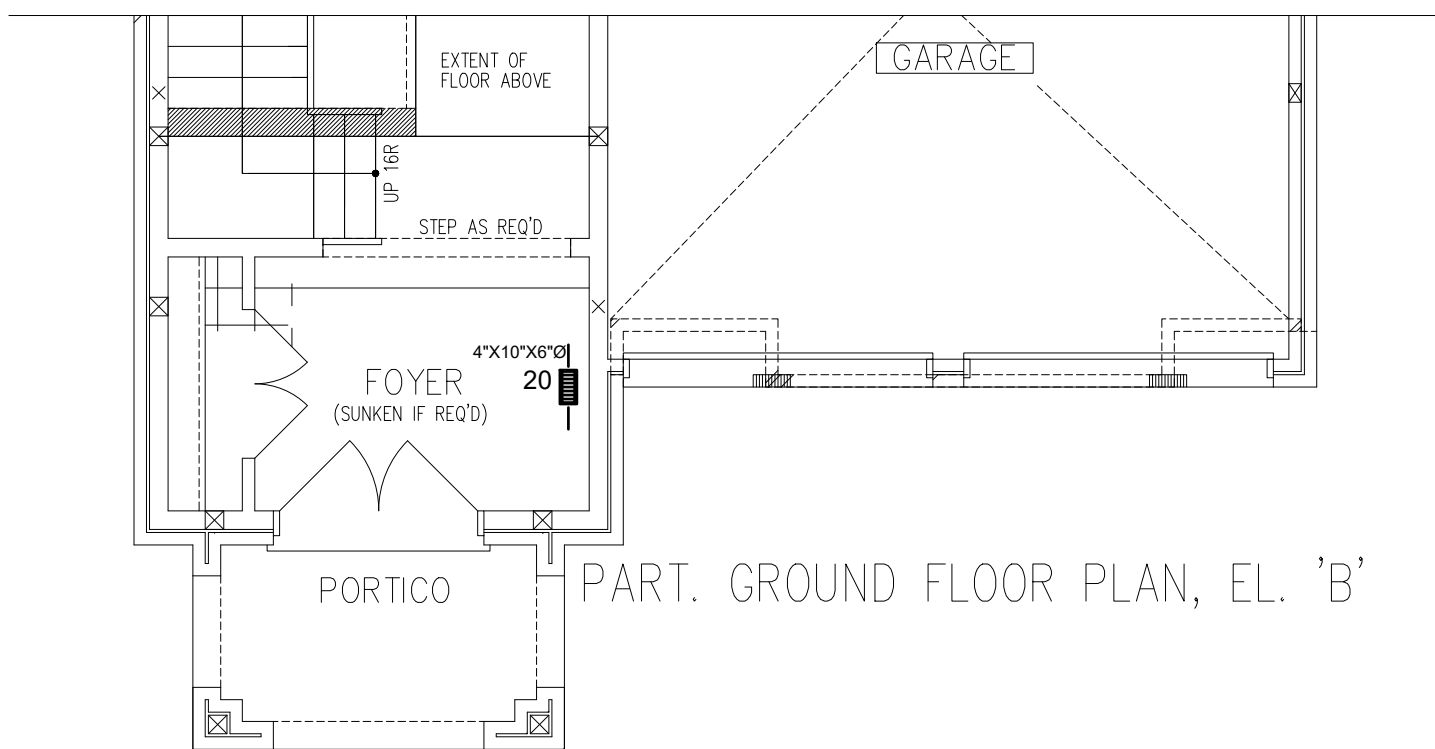 GARAGE
EXTENT OF
FLOOR ABOVE
UP 16R
STEP AS REQ'D
4"X10"X6"Ø
20
FOYER
(SUNKEN IF REQ'D)
PORTICO
PART. GROUND FLOOR PLAN, EL. 'B'